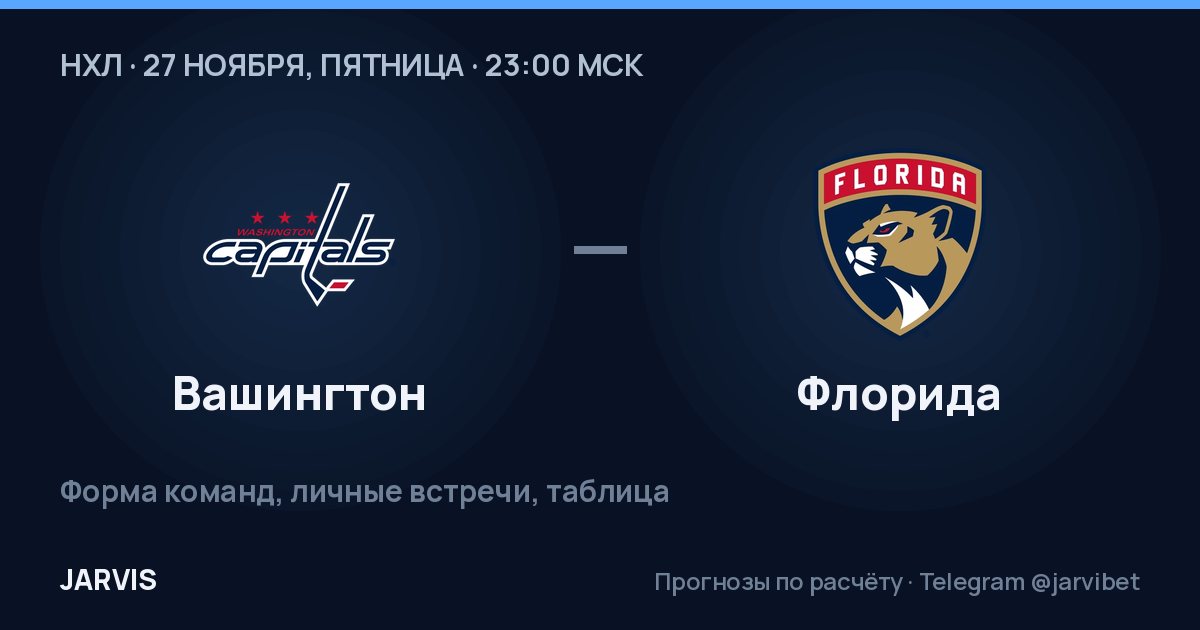 НХЛ · 27 НОЯБРЯ, ПЯТНИЦА · 23:00 МСК
WASHINGTON
capitals
FLORIDA
—
Вашингтон
Флорида
Форма команд, личные встречи, таблица
JARVIS
Прогнозы по расчёту · Telegram @jarvibet